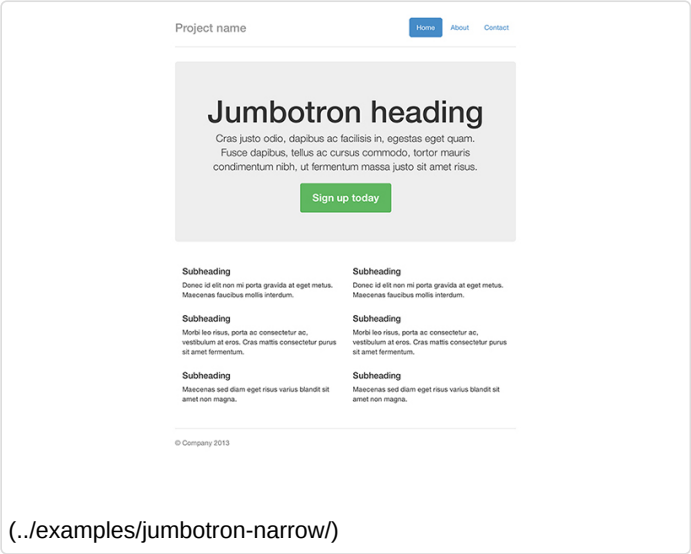 Project name
Home About Contact
Jumbotron heading
Cras justo odio, dapibus ac facilisis in, egestas eget quam.
Fusce dapibus, tellus ac cursus commodo, tortor mauris
condimentum nibh, ut fermentum massa justo sit amet risus.
Sign up today
Subheading
Donec id elit non mi porta gravida at eget metus.
Maecenas faucibus mollis interdum.
Subheading
Morbi leo risus, porta ac consectetur ac,
vestibulum at eros. Cras mattis consectetur purus
sit amet fermentum.
Subheading
Maecenas sed diam eget risus varius blandit sit
amet non magna.
Subheading
Donec id elit non mi porta gravida at eget metus.
Maecenas faucibus mollis interdum.
Subheading
Morbi leo risus, porta ac consectetur ac,
vestibulum at eros. Cras mattis consectetur purus
sit amet fermentum.
Subheading
Maecenas sed diam eget risus varius blandit sit
amet non magna.
© Company 2013
(../examples/jumbotron-narrow/)